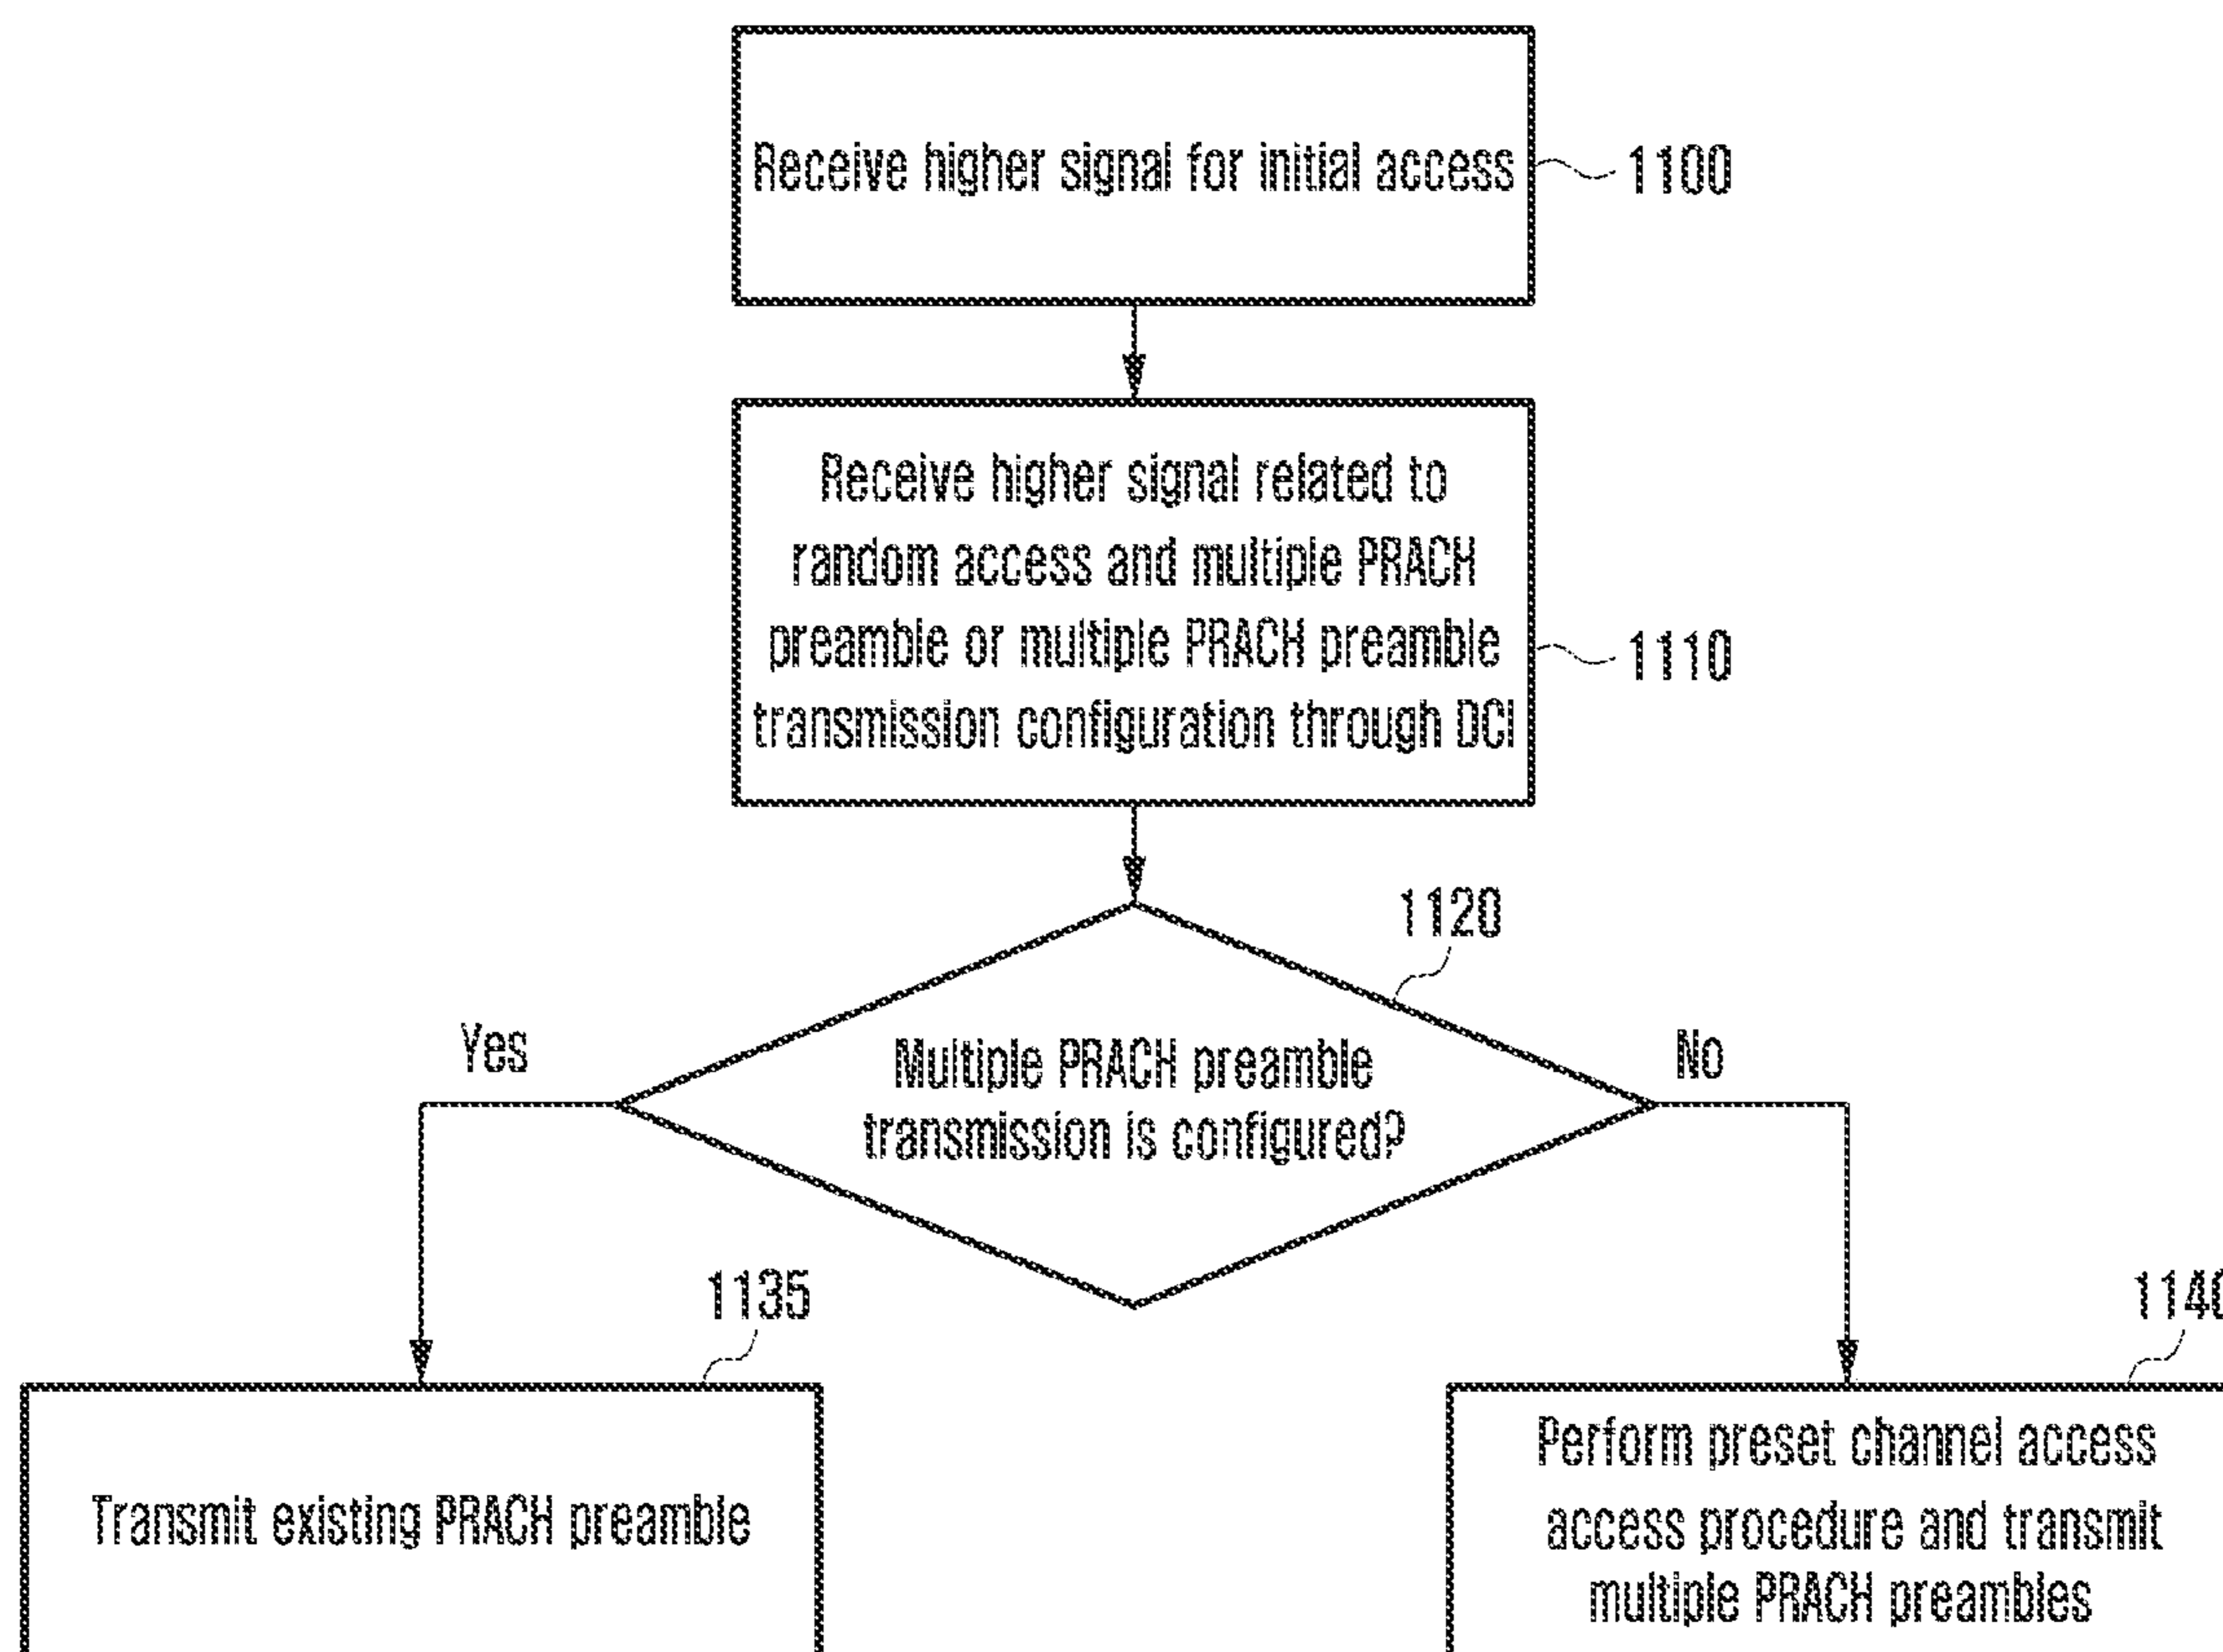 Receive higher signal for initial access
1100
Receive higher signal related to
random access and multiple PRACH
preamble or multiple PRACH preamble
transmission configuration through DCI
1110
1120
Yes
Multiple PRACH preamble
transmission is configured?
No
1135
1140
Transmit existing PRACH preamble
Perform preset channel access
access procedure and transmit
multiple PRACH preambles